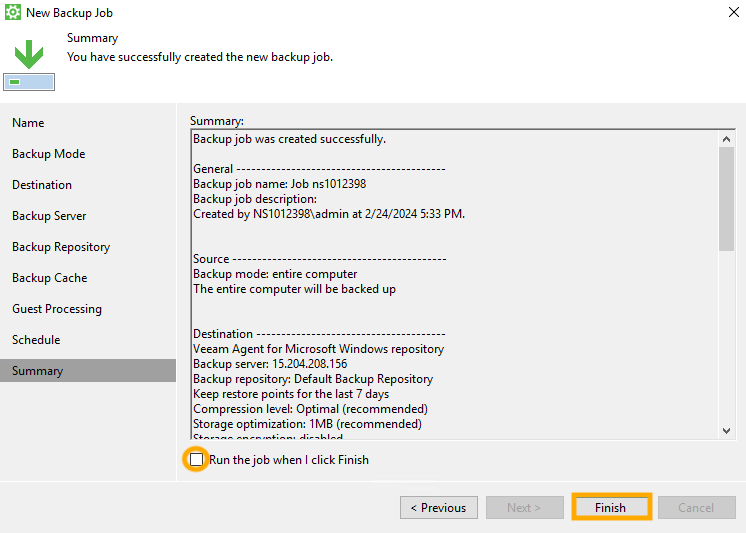 New Backup Job
Summary
You have successfully created the new backup job.
Name
Backup Mode
Destination
Backup Server
Backup Repository
Backup Cache
Guest Processing
Schedule
Summary
Summary:
Backup job was created successfully.
General ------------------------------------------
Backup job name: Job ns1012398
Backup job description:
Created by NS1012398\admin at 2/24/2024 5:33 PM.
Source -------------------------------------------
Backup mode: entire computer
The entire computer will be backed up
Destination --------------------------------------
Veeam Agent for Microsoft Windows repository
Backup server: 15.204.208.156
Backup repository: Default Backup Repository
Keep restore points for the last 7 days
Compression level: Optimal (recommended)
Storage optimization: 1MB (recommended)
Storage encryption: disabled
Run the job when I click Finish
< Previous
Next >
Finish
Cancel